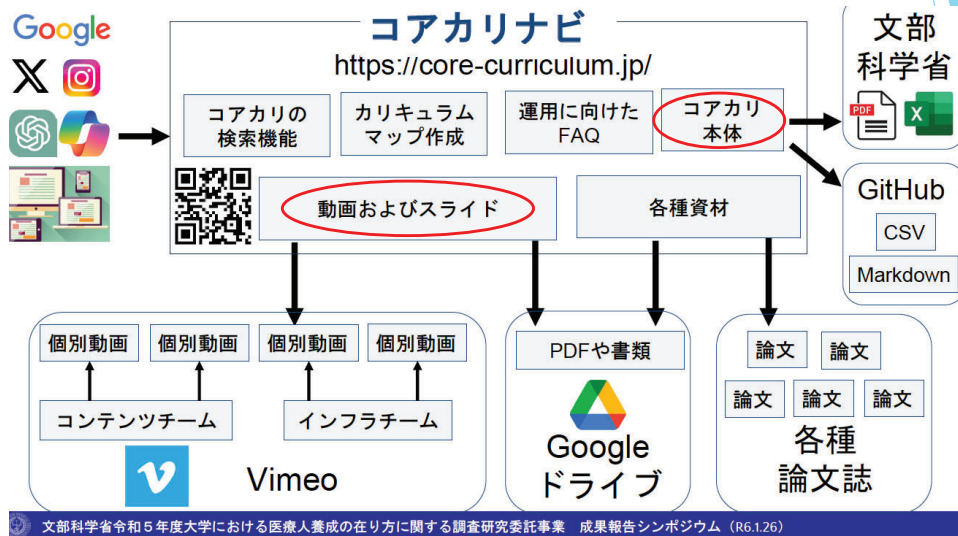 Google
コアカリナビ
https://core-curriculum.jp/
コアカリの
検索機能
カリキュラム
マップ作成
運用に向けた
FAQ
コアカリ
本体
動画およびスライド
各種資材
文部
科学省
PDF
X
GitHub
CSV
Markdown
個別動画
個別動画
個別動画
個別動画
コンテンツチーム
インフラチーム
Vimeo
PDFや書類
Google
ドライブ
論文
論文
論文
論文
論文
各種
論文誌
文部科学省令和５年度大学における医療人養成の在り方に関する調査研究委託事業 成果報告シンポジウム（R6.1.26）